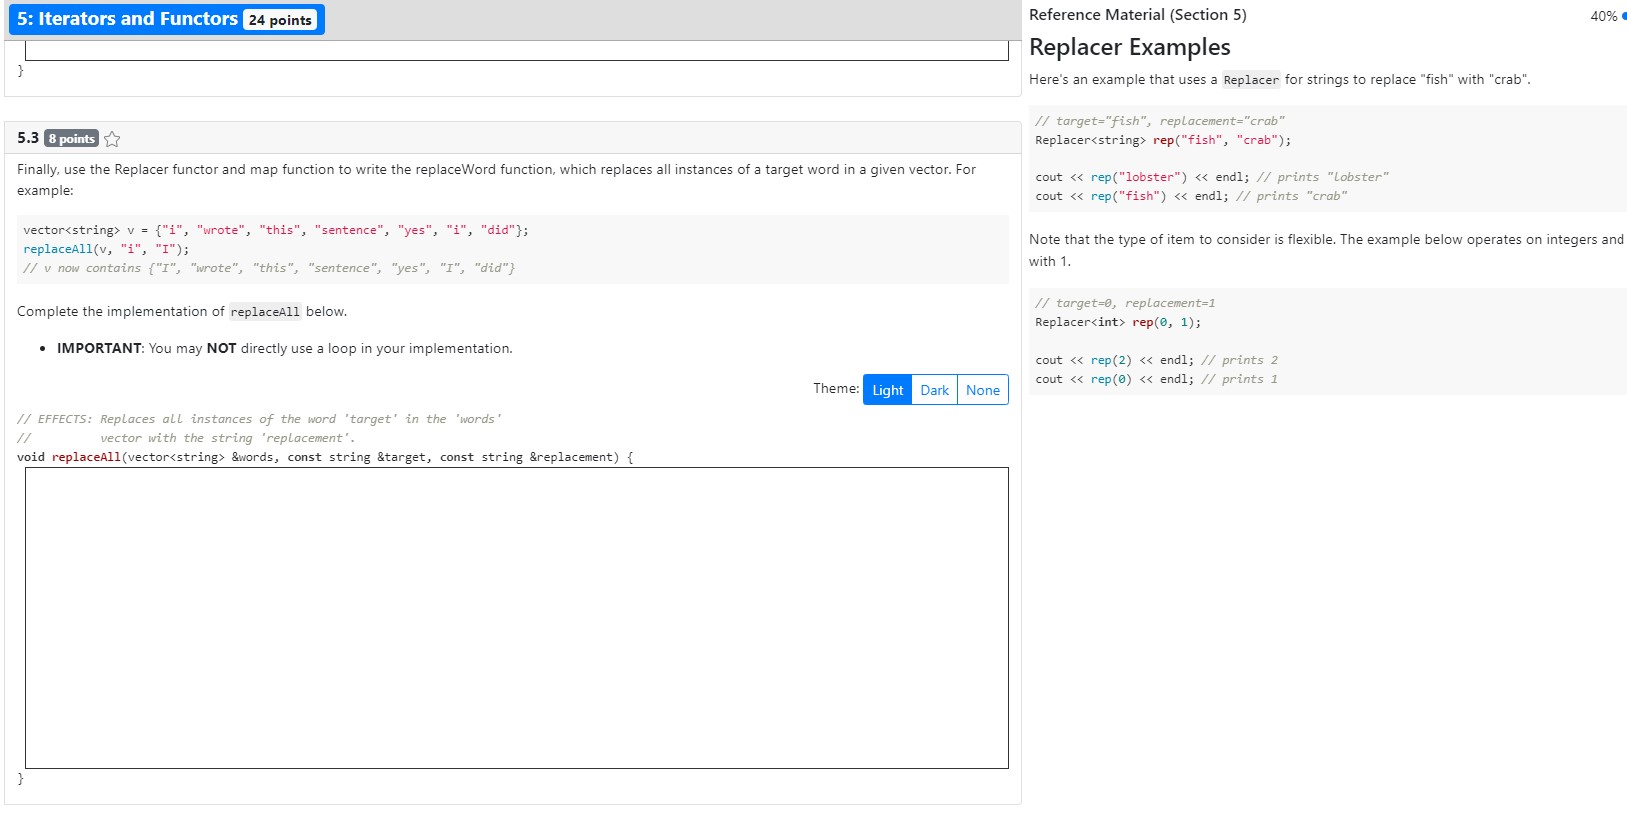 5: Iterators and Functors 24 points
}
5.3 8 points
Finally, use the Replacer functor and map function to write the replaceWord function, which replaces all instances of a target word in a given vector. For
example:
vector<string> v = {"i", "wrote", "this", "sentence", "yes", "i", "did"};
replaceAll(v, "i", "I");
// v now contains {"I", "wrote", "this", "sentence", "yes", "I", "did"}
Complete the implementation of replaceAll below.
• IMPORTANT: You may NOT directly use a loop in your implementation.
Theme: Light Dark None
// EFFECTS: Replaces all instances of the word 'target' in the 'words'
//          vector with the string 'replacement'.
void replaceAll(vector<string> &words, const string &target, const string &replacement) {
}
Reference Material (Section 5)
40%
Replacer Examples
Here's an example that uses a Replacer for strings to replace "fish" with "crab".
// target="fish", replacement="crab"
Replacer<string> rep("fish", "crab");
cout << rep("lobster") << endl; // prints "lobster"
cout << rep("fish") << endl; // prints "crab"
Note that the type of item to consider is flexible. The example below operates on integers and
with 1.
// target=0, replacement=1
Replacer<int> rep(0, 1);
cout << rep(2) << endl; // prints 2
cout << rep(0) << endl; // prints 1